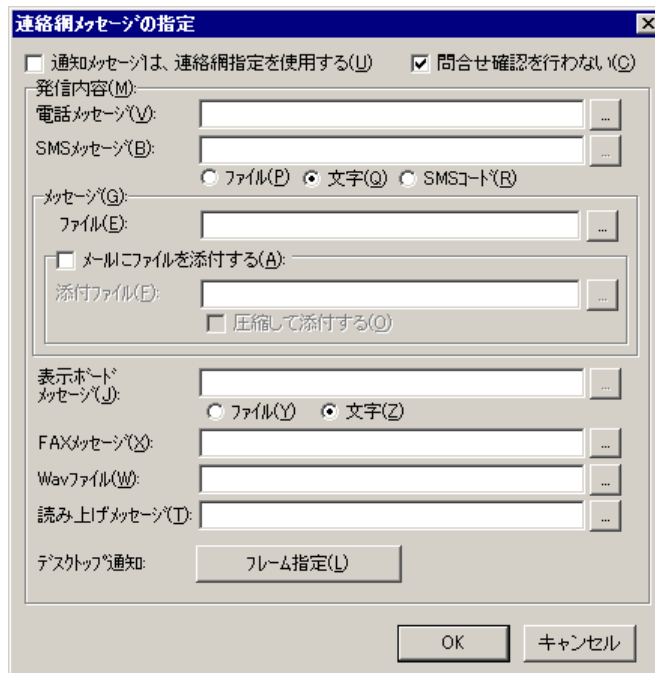 連絡網ﾒｯｾｰｼﾞの指定
通知ﾒｯｾｰｼﾞは、連絡網指定を使用する(U) 問合せ確認を行わない(C)
発信内容(M):
電話ﾒｯｾｰｼﾞ(V): ...
SMSﾒｯｾｰｼﾞ(B): ...
ﾌｧｲﾙ(P) 文字(Q) SMSｺｰﾄﾞ(R)
ﾒｯｾｰｼﾞ(G):
ﾌｧｲﾙ(E): ...
ﾒｰﾙにﾌｧｲﾙを添付する(A):
添付ﾌｧｲﾙ(F): ...
圧縮して添付する(O)
表示ﾎﾞｰﾄﾞ
ﾒｯｾｰｼﾞ(J): ...
ﾌｧｲﾙ(Y) 文字(Z)
FAXﾒｯｾｰｼﾞ(X): ...
Wavﾌｧｲﾙ(W): ...
読み上げﾒｯｾｰｼﾞ(T): ...
ﾃﾞｽｸﾄｯﾌﾟ通知: ﾌﾚｰﾑ指定(L)
OK キャンセル